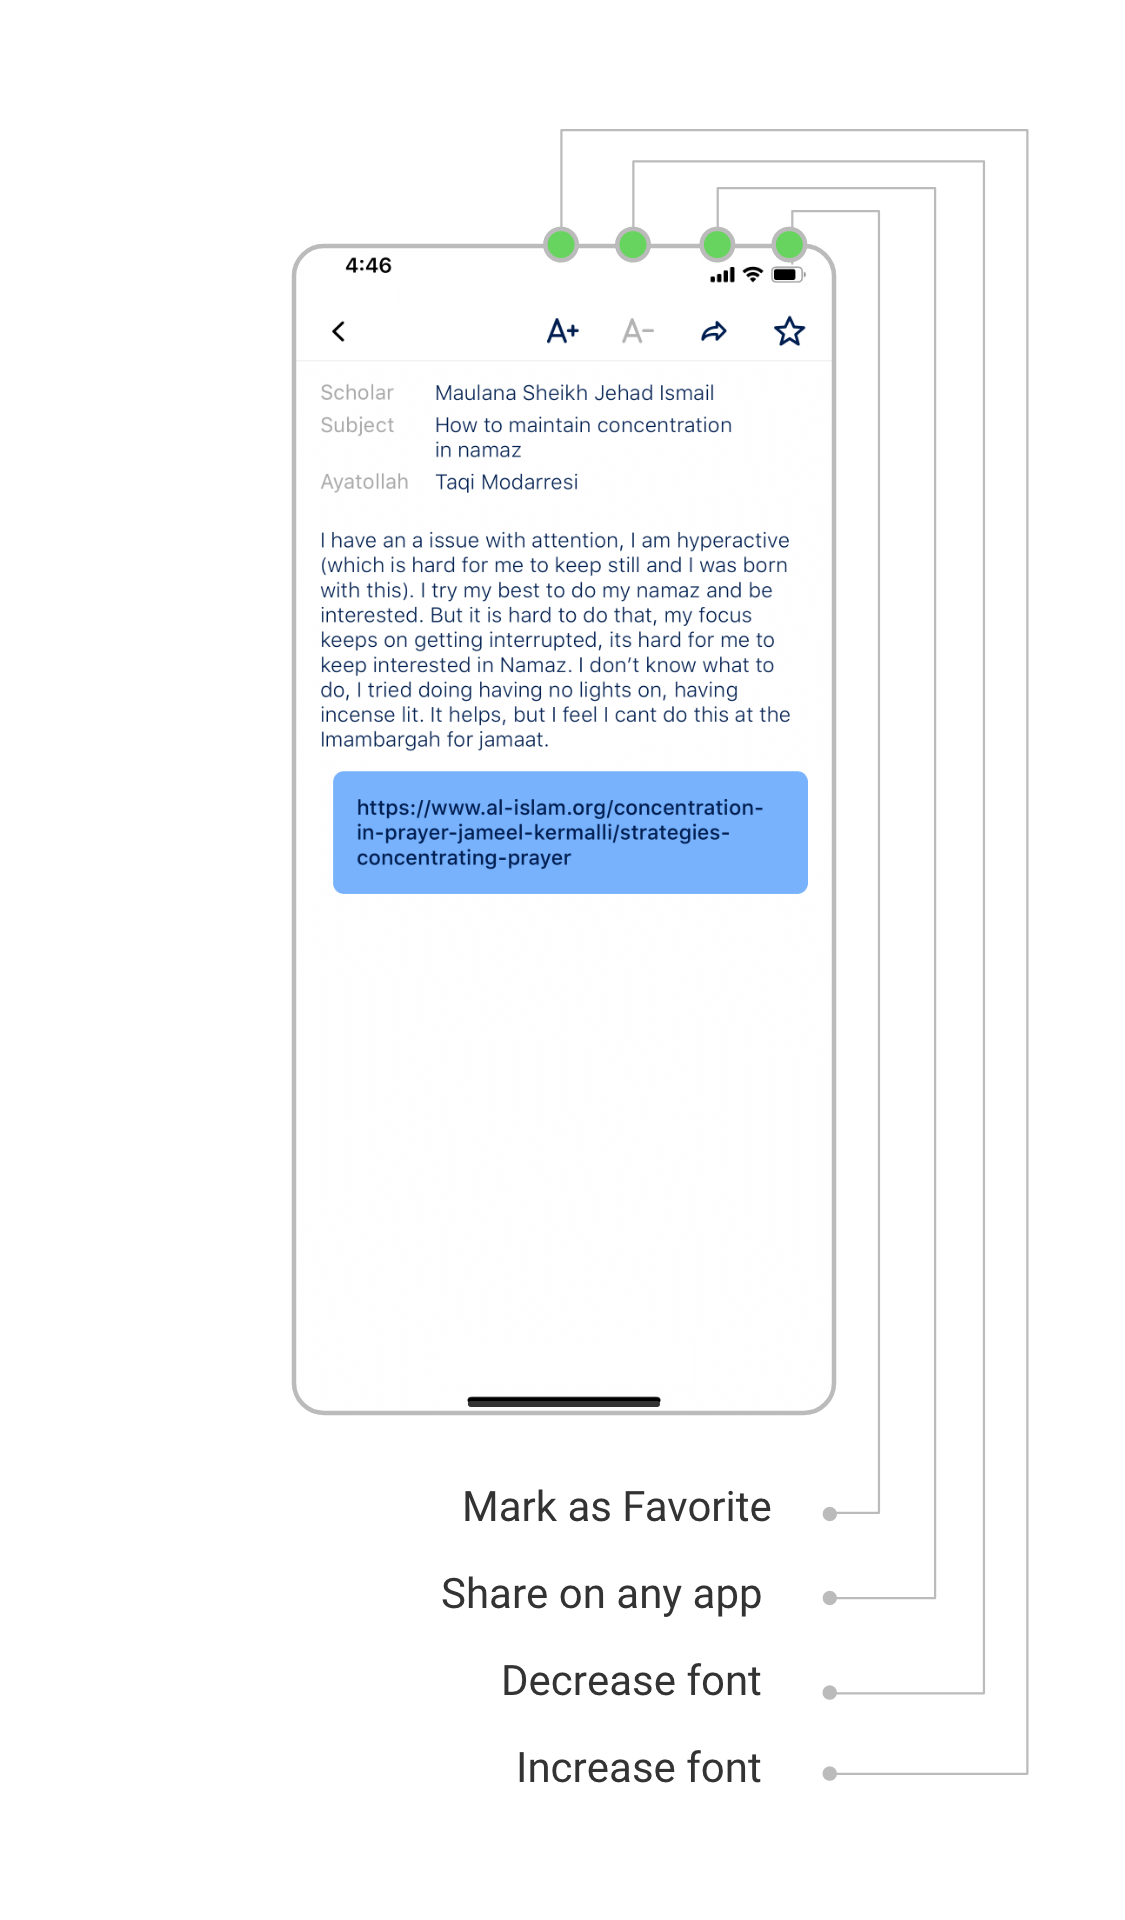 4:46
A+ A-
Scholar Maulana Sheikh Jehad Ismail
Subject How to maintain concentration
in namaz
Ayatollah Taqi Modarresi
I have an a issue with attention, I am hyperactive
(which is hard for me to keep still and I was born
with this). I try my best to do my namaz and be
interested. But it is hard to do that, my focus
keeps on getting interrupted, its hard for me to
keep interested in Namaz. I don't know what to
do, I tried doing having no lights on, having
incense lit. It helps, but I feel I cant do this at the
Imambargah for jamaat.
https://www.al-islam.org/concentration-
in-prayer-jameel-kermalli/strategies-
concentrating-prayer
Mark as Favorite
Share on any app
Decrease font
Increase font